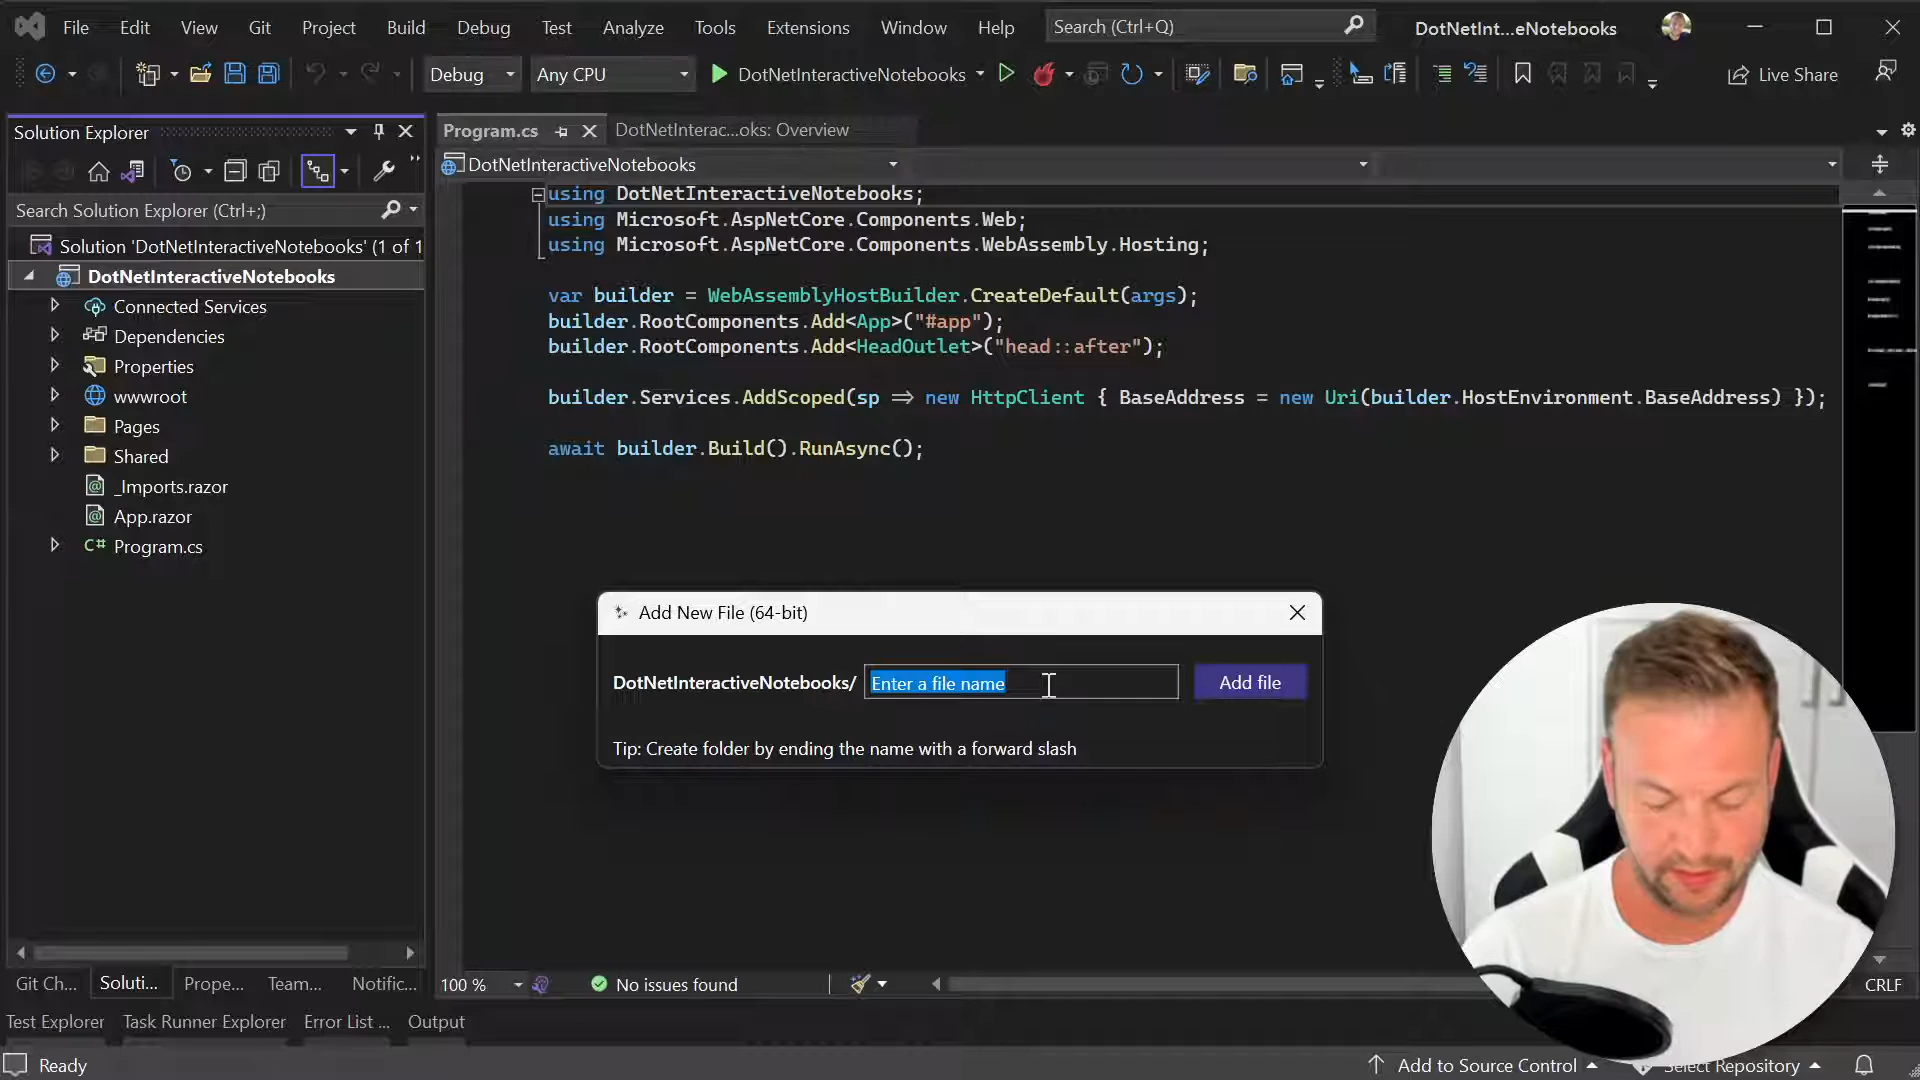 File Edit View Git Project Build Debug Test Analyze Tools Extensions Window Help Search (Ctrl+Q) DotNetInt...eNotebooks
Debug Any CPU DotNetInteractiveNotebooks Live Share
Solution Explorer
Program.cs DotNetInterac...oks: Overview
DotNetInteractiveNotebooks
Search Solution Explorer (Ctrl+;)
Solution 'DotNetInteractiveNotebooks' (1 of 1
DotNetInteractiveNotebooks
Connected Services
Dependencies
Properties
wwwroot
Pages
Shared
_Imports.razor
App.razor
C# Program.cs
using DotNetInteractiveNotebooks;
using Microsoft.AspNetCore.Components.Web;
using Microsoft.AspNetCore.Components.WebAssembly.Hosting;
var builder = WebAssemblyHostBuilder.CreateDefault(args);
builder.RootComponents.Add<App>("#app");
builder.RootComponents.Add<HeadOutlet>("head::after");
builder.Services.AddScoped(sp => new HttpClient { BaseAddress = new Uri(builder.HostEnvironment.BaseAddress) });
await builder.Build().RunAsync();
Add New File (64-bit)
DotNetInteractiveNotebooks/ Enter a file name Add file
Tip: Create folder by ending the name with a forward slash
Git Ch... Soluti... Prope... Team... Notific...
100 % No issues found CRLF
Test Explorer Task Runner Explorer Error List ... Output
Ready Add to Source Control Select Repository